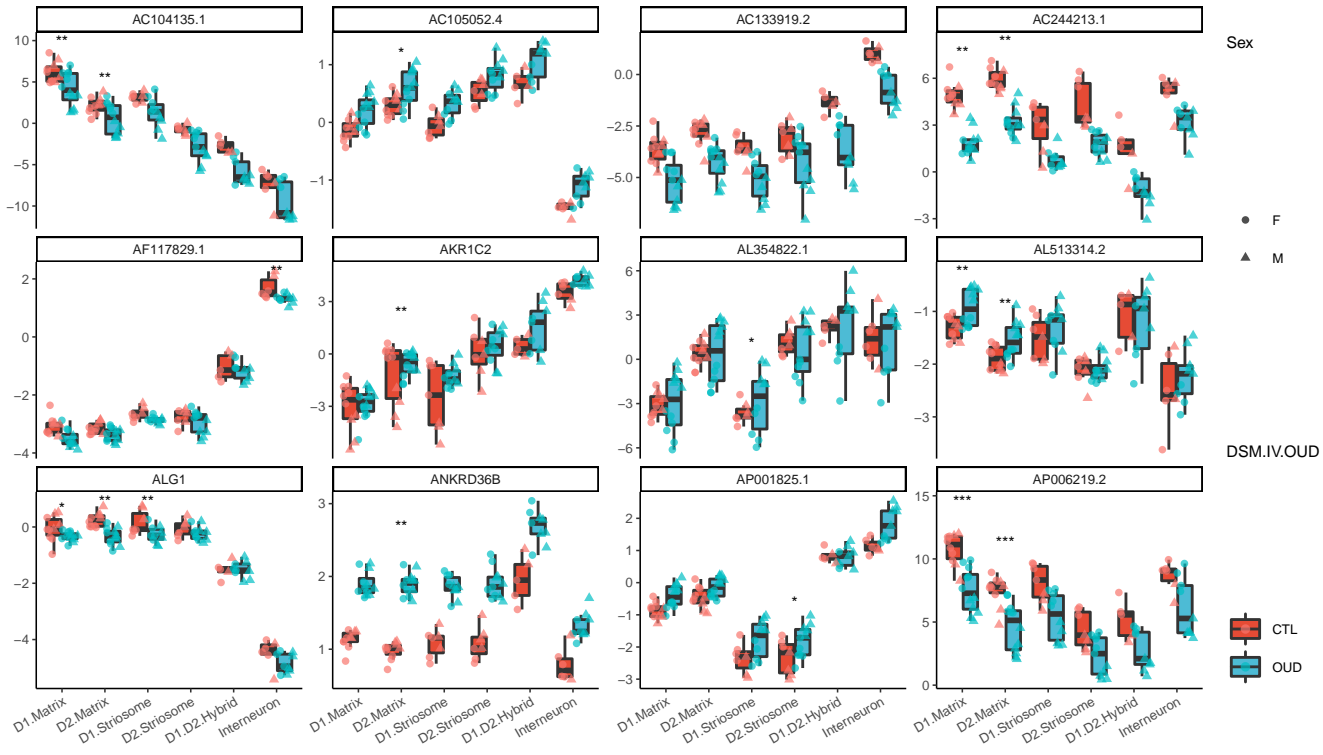 AC104135.1
AC105052.4
AC133919.2
AC244213.1
10
5
0
−5
−10
** **
1
0
−1
*
0.0
−2.5
−5.0
6
3
0
−3
** **
AF117829.1
AKR1C2
AL354822.1
AL513314.2
2
0
−2
−4
**
3
0
−3
**
6
3
0
−3
−6
*
−1
−2
−3
** **
ALG1
ANKRD36B
AP001825.1
AP006219.2
0
−2
−4
* ** **
3
2
1
**
2
1
0
−1
−2
−3
*
15
10
5
0
*** ***
D1.Matrix
D2.Matrix
D1.Striosome
D2.Striosome
D1.D2.Hybrid
Interneuron
D1.Matrix
D2.Matrix
D1.Striosome
D2.Striosome
D1.D2.Hybrid
Interneuron
D1.Matrix
D2.Matrix
D1.Striosome
D2.Striosome
D1.D2.Hybrid
Interneuron
D1.Matrix
D2.Matrix
D1.Striosome
D2.Striosome
D1.D2.Hybrid
Interneuron
Sex
F
M
DSM.IV.OUD
CTL
OUD